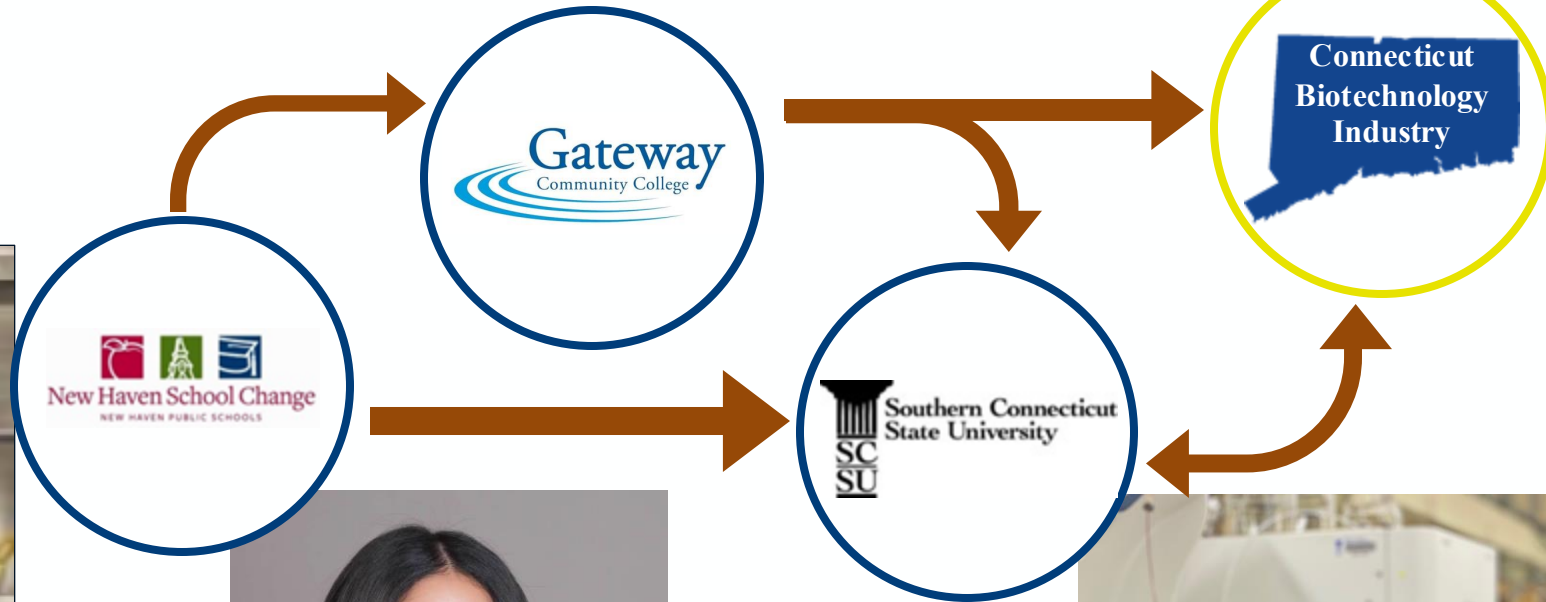 Connecticut
Biotechnology
Industry
Gateway
Community College
New Haven School Change
NEW HAVEN PUBLIC SCHOOLS
Southern Connecticut
State University
SC
SU